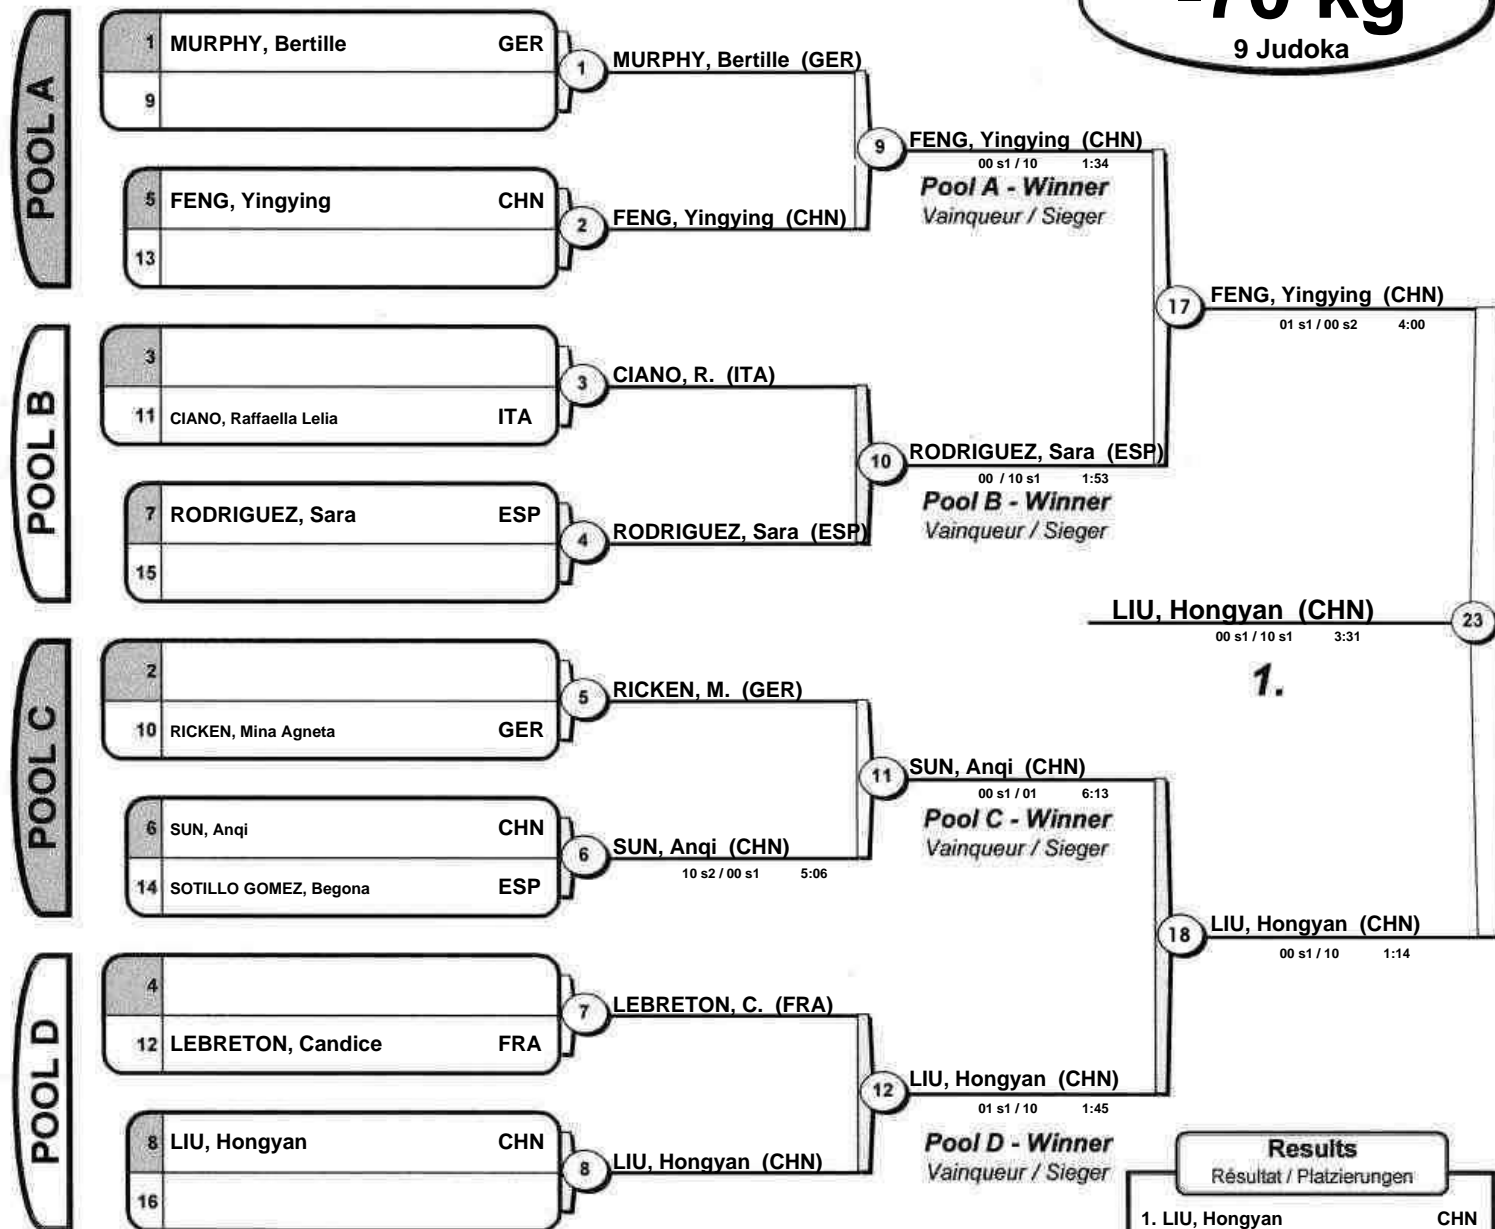 -70 kg
9 Judoka
POOL A
1 MURPHY, Bertille GER
9
1
MURPHY, Bertille (GER)
5 FENG, Yingying CHN
13
2
FENG, Yingying (CHN)
9
FENG, Yingying (CHN)
00 s1 / 10 1:34
Pool A - Winner
Vainqueur / Sieger
POOL B
3
11 CIANO, Raffaella Lelia ITA
3
CIANO, R. (ITA)
7 RODRIGUEZ, Sara ESP
15
4
RODRIGUEZ, Sara (ESP)
10
RODRIGUEZ, Sara (ESP)
00 / 10 s1 1:53
Pool B - Winner
Vainqueur / Sieger
17
FENG, Yingying (CHN)
01 s1 / 00 s2 4:00
LIU, Hongyan (CHN)
23
00 s1 / 10 s1 3:31
1.
POOL C
2
10 RICKEN, Mina Agneta GER
5
RICKEN, M. (GER)
6 SUN, Anqi CHN
14 SOTILLO GOMEZ, Begona ESP
6
SUN, Anqi (CHN)
10 s2 / 00 s1 5:06
11
SUN, Anqi (CHN)
00 s1 / 01 6:13
Pool C - Winner
Vainqueur / Sieger
18
LIU, Hongyan (CHN)
00 s1 / 10 1:14
POOL D
4
12 LEBRETON, Candice FRA
7
LEBRETON, C. (FRA)
8 LIU, Hongyan CHN
16
8
LIU, Hongyan (CHN)
12
LIU, Hongyan (CHN)
01 s1 / 10 1:45
Pool D - Winner
Vainqueur / Sieger
Results
Résultat / Platzierungen
1. LIU, Hongyan CHN